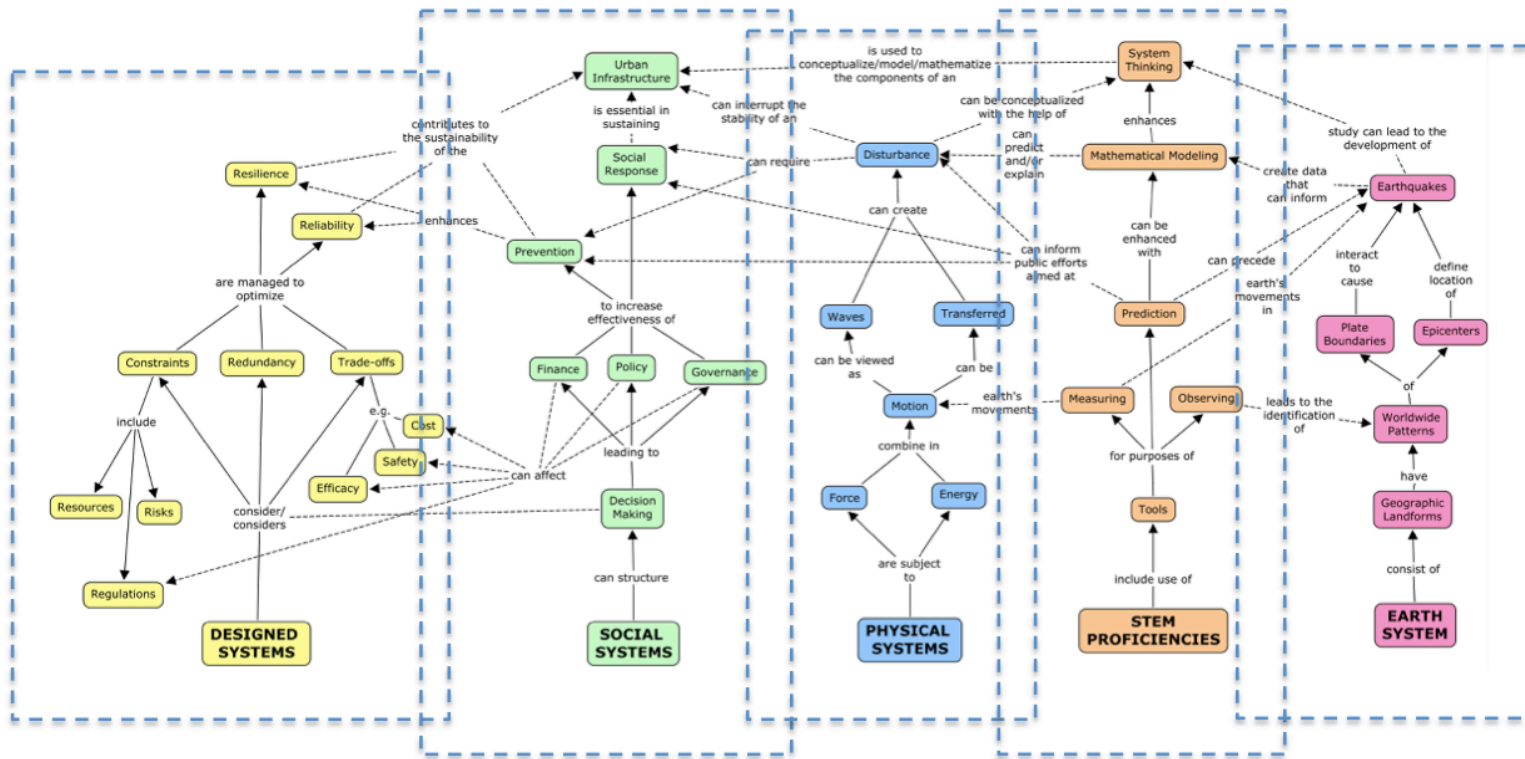 Urban
Infrastructure
is used to
conceptualize/model/mathematize
the components of an
System
Thinking
can interrupt the
stability of an
can be conceptualized
with the help of
is essential in
sustaining
enhances
contributes to
the sustainability
of the
study can lead to the
development of
can
predict
and/or
explain
Resilience
Social
Response
can require
Disturbance
Mathematical Modeling
create data
that
can inform
Earthquakes
Reliability
enhances
can create
Prevention
can inform
public efforts
aimed at
can be
enhanced
with
can precede
interact
to
cause
define
location
of
are managed to
optimize
earth's
movements
in
to increase
effectiveness of
Waves
Transferred
Prediction
Plate
Boundaries
Epicenters
Constraints
Redundancy
Trade-offs
Finance
Policy
Governance
can be viewed
as
can be
of
Motion
earth's
movements
Measuring
Observing
leads to the
identification
of
Worldwide
Patterns
include
e.g.
Cost
Safety
Efficacy
leading to
can affect
combine in
for purposes of
have
Resources
Risks
consider/
considers
Decision
Making
Force
Energy
Tools
Geographic
Landforms
Regulations
can structure
are subject
to
include use of
consist of
DESIGNED
SYSTEMS
SOCIAL
SYSTEMS
PHYSICAL
SYSTEMS
STEM
PROFICIENCIES
EARTH
SYSTEM